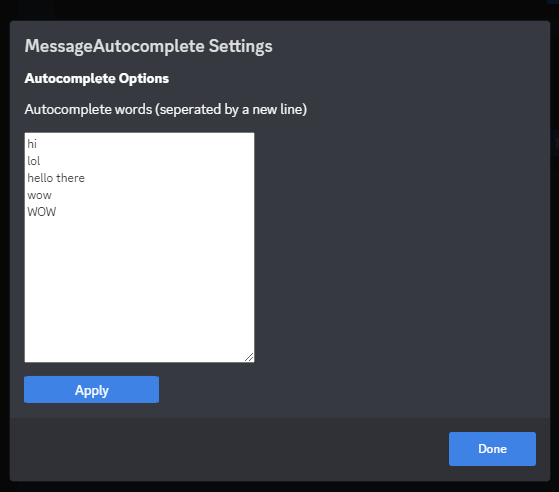 MessageAutocomplete Settings
Autocomplete Options
Autocomplete words (seperated by a new line)
hi
lol
hello there
wow
WOW
Apply
Done